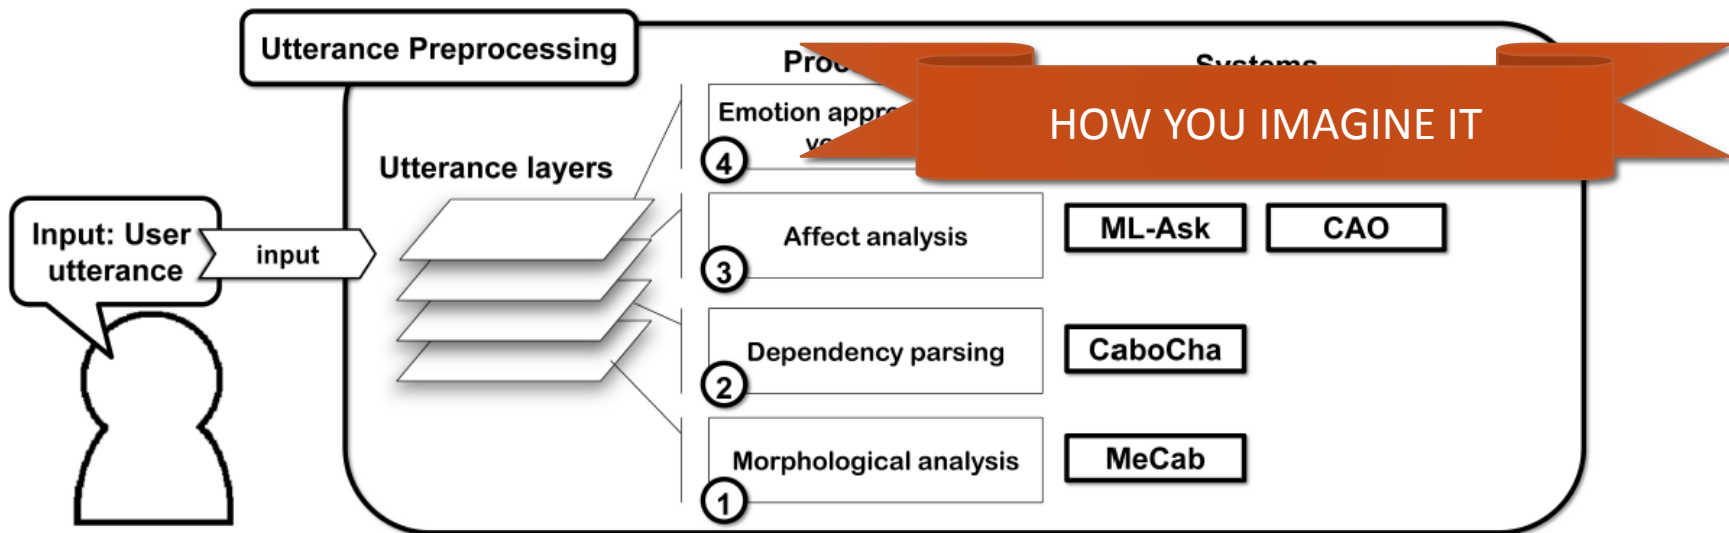 Utterance Preprocessing
HOW YOU IMAGINE IT
Systems
Emotion
4
Utterance layers
Input: User
utterance
input
Affect analysis
3
ML-Ask
CAO
Dependency parsing
2
CaboCha
Morphological analysis
1
MeCab